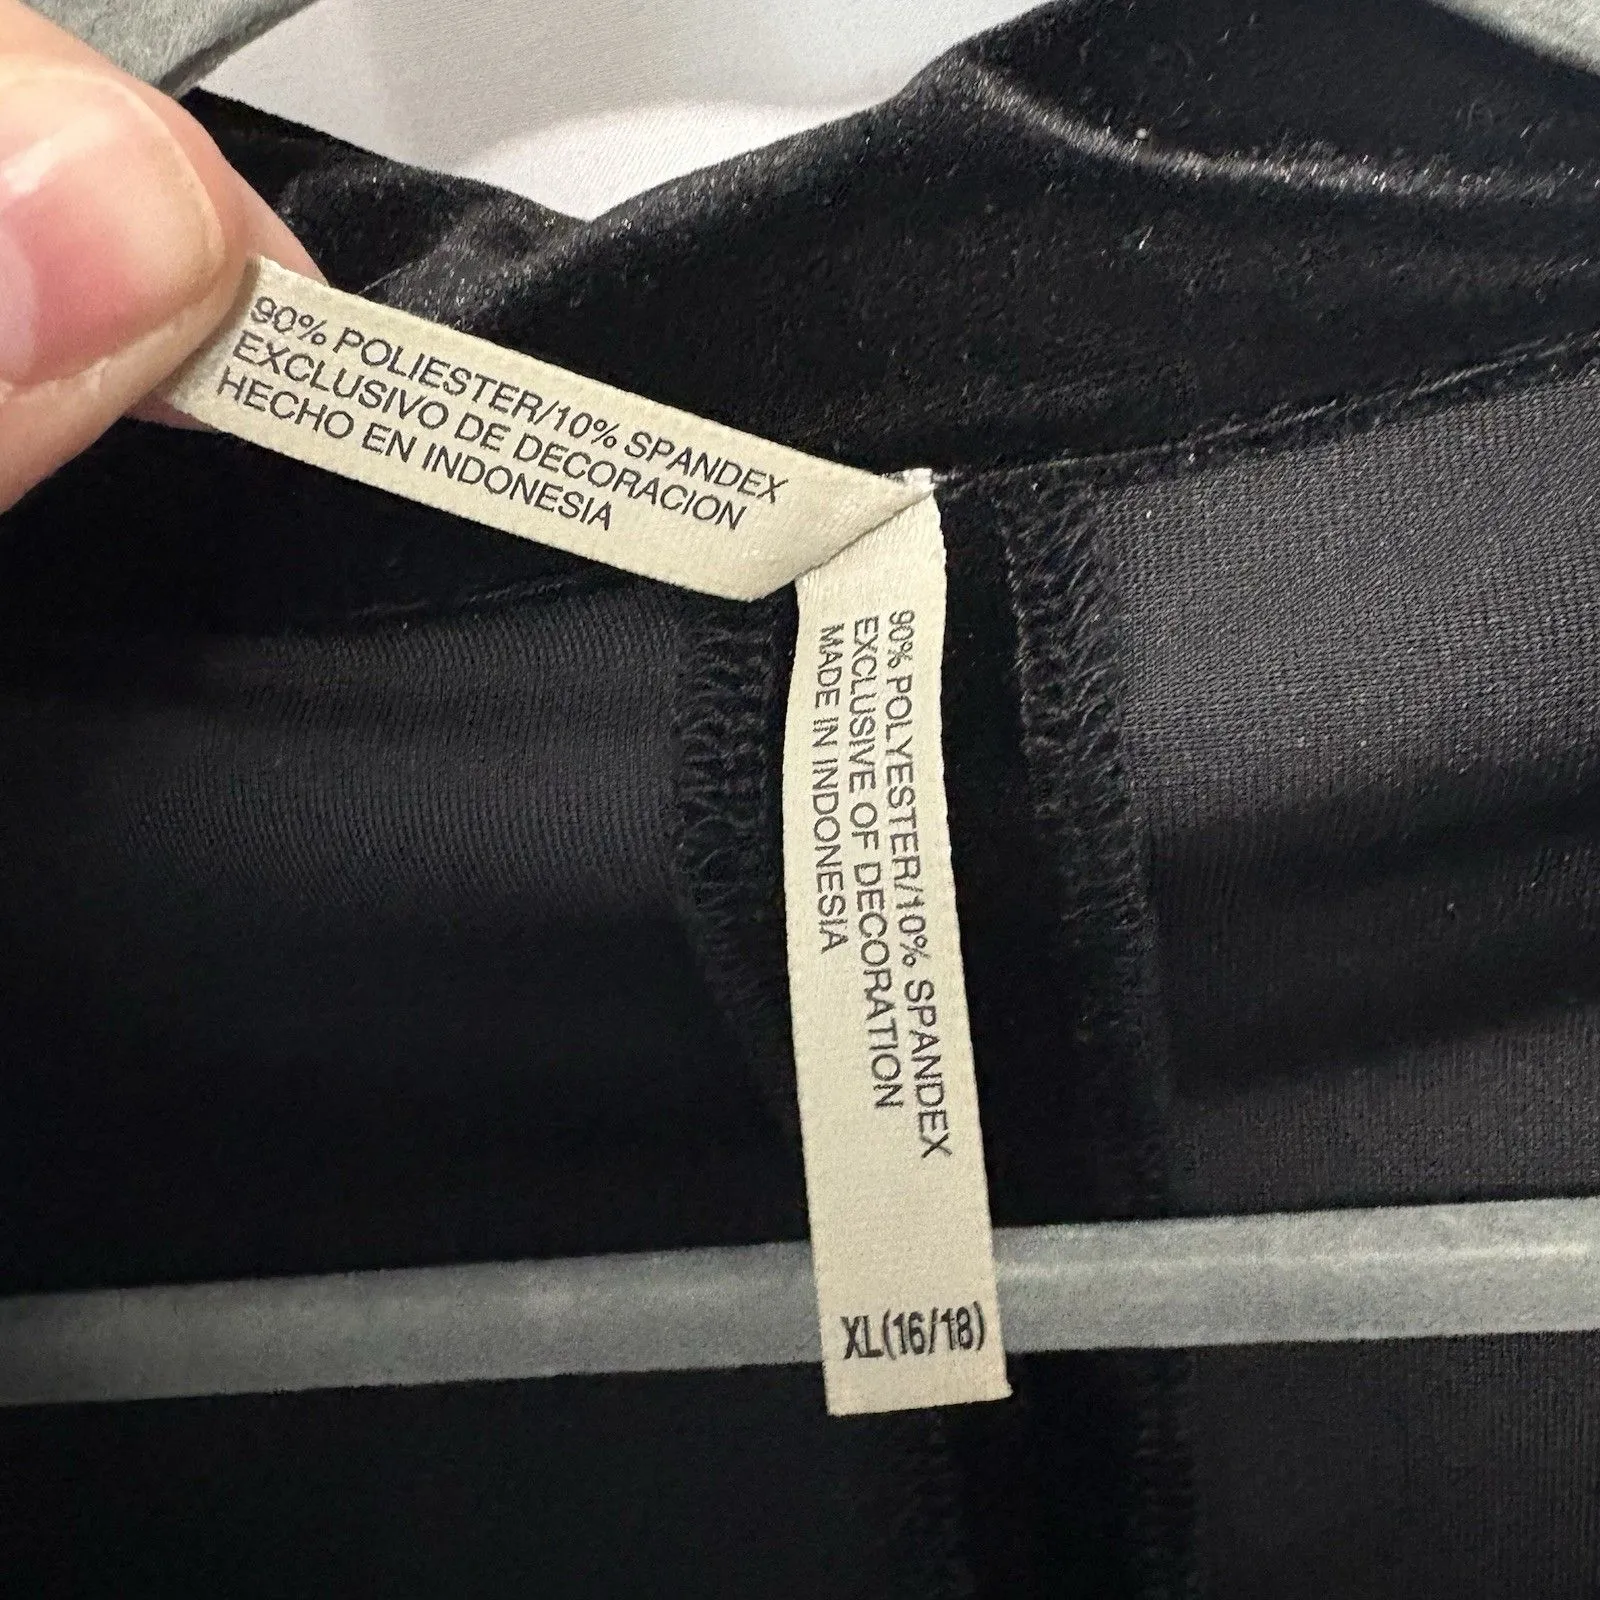 90% POLIESTER/10% SPANDEX
EXCLUSIVO DE DECORACION
HECHO EN INDONESIA
90% POLYESTER/10% SPANDEX
EXCLUSIVE OF DECORATION
MADE IN INDONESIA
XL(16/18)